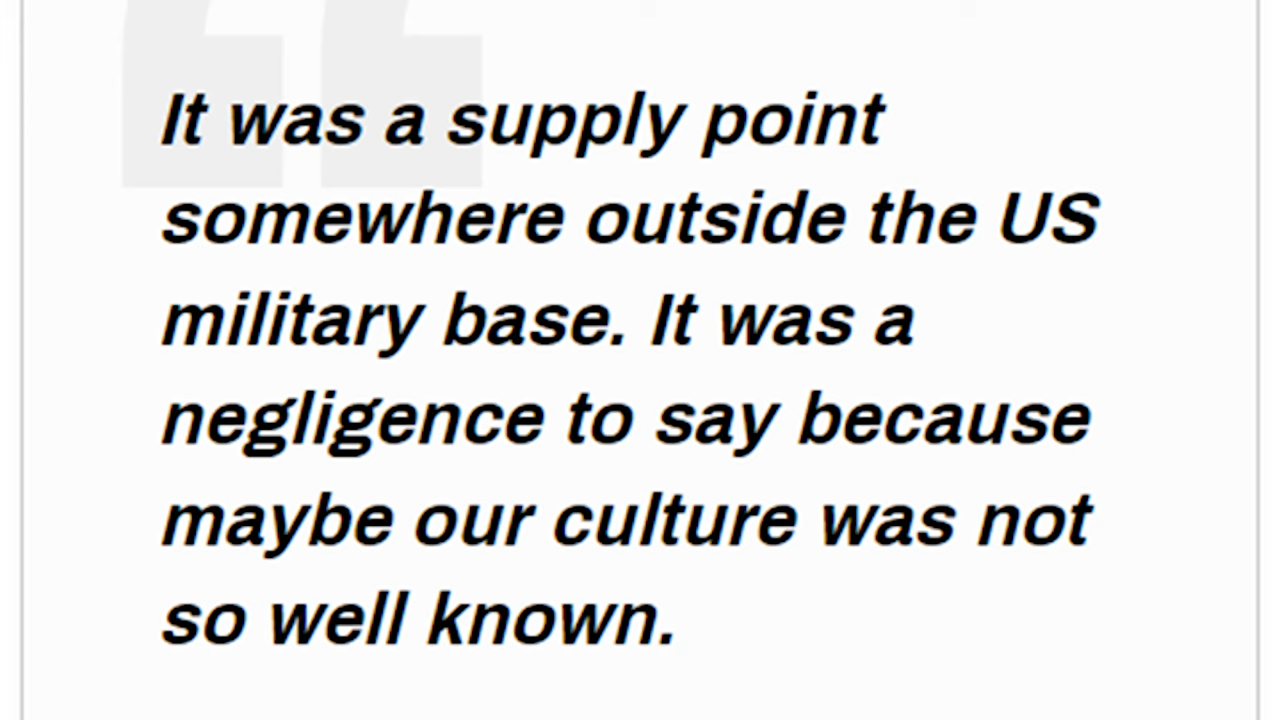 It was a supply point
somewhere outside the US
military base. It was a
negligence to say because
maybe our culture was not
so well known.